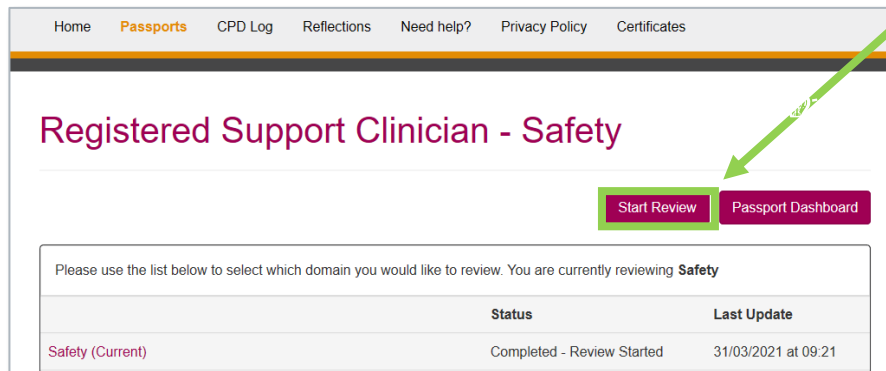 Home Passports CPD Log Reflections Need help? Privacy Policy Certificates
Registered Support Clinician - Safety
Start Review Passport Dashboard
Please use the list below to select which domain you would like to review. You are currently reviewing Safety
Status Last Update
Safety (Current) Completed - Review Started 31/03/2021 at 09:21